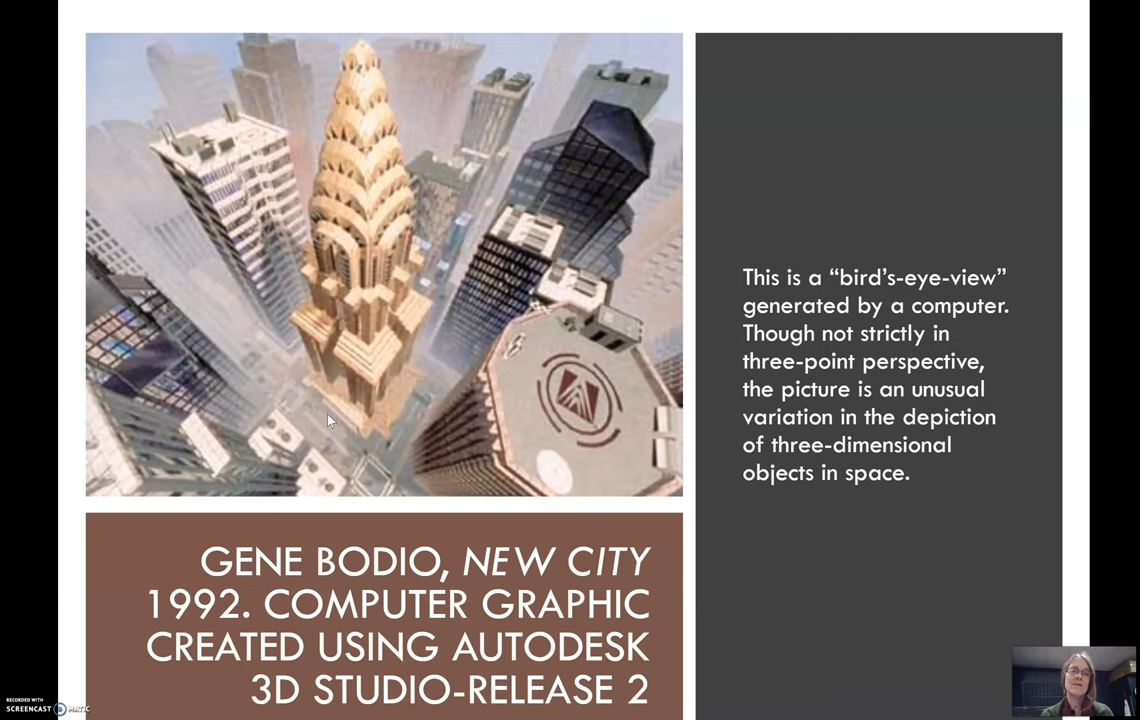 This is a “bird’s-eye-view”
generated by a computer.
Though not strictly in
three-point perspective,
the picture is an unusual
variation in the depiction
of three-dimensional
objects in space.
GENE BODIO, NEW CITY
1992. COMPUTER GRAPHIC
CREATED USING AUTODESK
3D STUDIO-RELEASE 2
RECORDED WITH
SCREENCAST MATIC